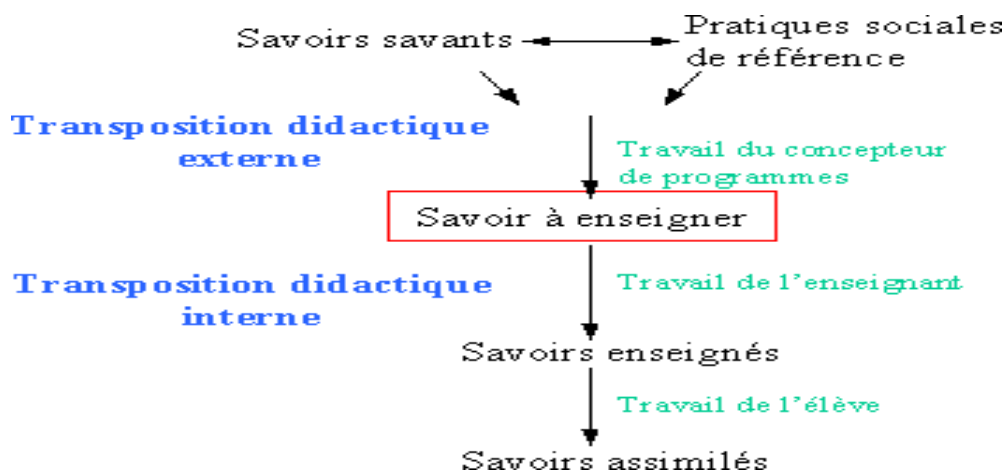 Savoirs savants
Pratiques sociales
de référence
Transposition didactique
externe
Travail du concepteur
de programmes
Savoir à enseigner
Transposition didactique
interne
Travail de l'enseignant
Savoirs enseignés
Travail de l'élève
Savoirs assimilés